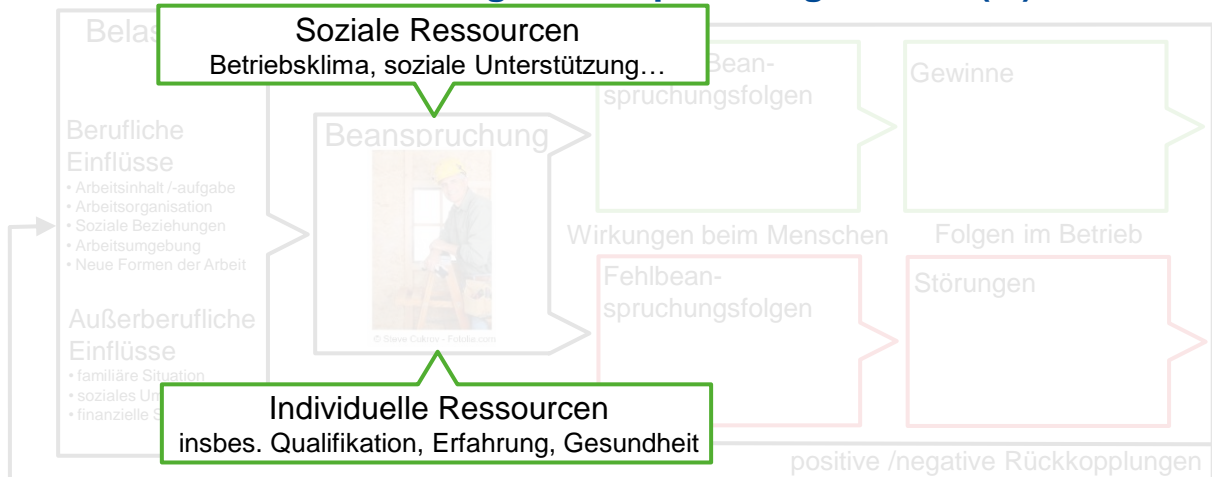 Soziale Ressourcen
Betriebsklima, soziale Unterstützung…
Berufliche
Einflüsse
• Arbeitsinhalt /-aufgabe
• Arbeitsorganisation
• Soziale Beziehungen
• Arbeitsumgebung
• Neue Formen der Arbeit
Außerberufliche
Einflüsse
• familiäre Situation
• soziales
• finanzielle
Beanspruchung
© Steve Cukrov - Fotolia.com
Individuelle Ressourcen
insbes. Qualifikation, Erfahrung, Gesundheit
spruchungsfolgen
Gewinne
Wirkungen beim Menschen
Folgen im Betrieb
Fehlbean-
spruchungsfolgen
Störungen
positive /negative Rückkopplungen